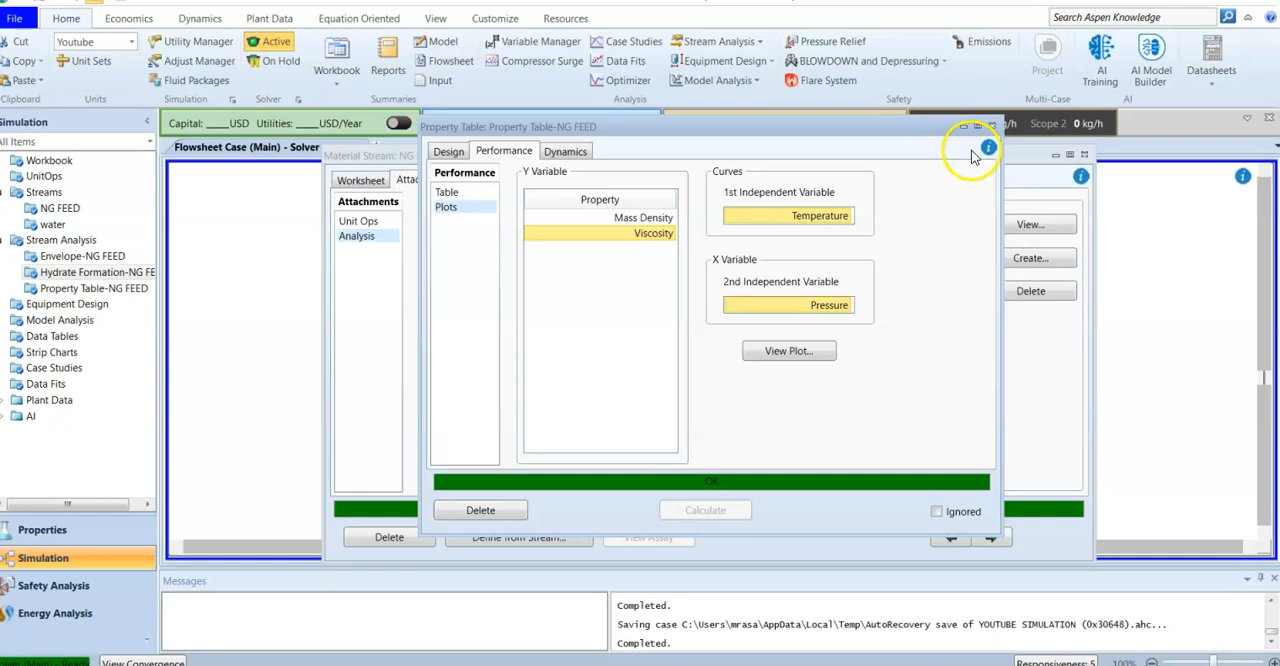 File Home Economics Dynamics Plant Data Equation Oriented View Customize Resources Search Aspen Knowledge
Cut Youtube Utility Manager Active Model Variable Manager Case Studies Stream Analysis Pressure Relief Emissions
Copy Unit Sets Adjust Manager On Hold Workbook Reports Flowsheet Compressor Surge Data Fits Equipment Design BLOWDOWN and Depressuring Project AI Training AI Model Builder Datasheets
Paste Fluid Packages Input Optimizer Model Analysis Flare System
Clipboard Units Simulation Solver Summaries Analysis Safety Multi-Case AI
Simulation
All Items
Workbook
UnitOps
Streams
NG FEED
water
Stream Analysis
Envelope-NG FEED
Hydrate Formation-NG FE
Property Table-NG FEED
Equipment Design
Model Analysis
Data Tables
Strip Charts
Case Studies
Data Fits
Plant Data
AI
Properties
Simulation
Safety Analysis
Energy Analysis
Capital: ____USD Utilities: ____USD/Year
/h Scope 2 0 kg/h
Flowsheet Case (Main) - Solver
Material Stream: NG
Worksheet Attac
Attachments
Unit Ops
Analysis
Delete Define from Stream... View Assay
View...
Create...
Delete
Property Table: Property Table-NG FEED
Design Performance Dynamics
Performance
Table
Plots
Y Variable
Property
Mass Density
Viscosity
Curves
1st Independent Variable
Temperature
X Variable
2nd Independent Variable
Pressure
View Plot...
OK
Delete Calculate Ignored
Messages
Completed.
Saving case C:\Users\mrasa\AppData\Local\Temp\AutoRecovery save of YOUTUBE SIMULATION (0x30648).ahc...
Completed.
(Main) - Ready View Convergence Responsiveness: 5 100%